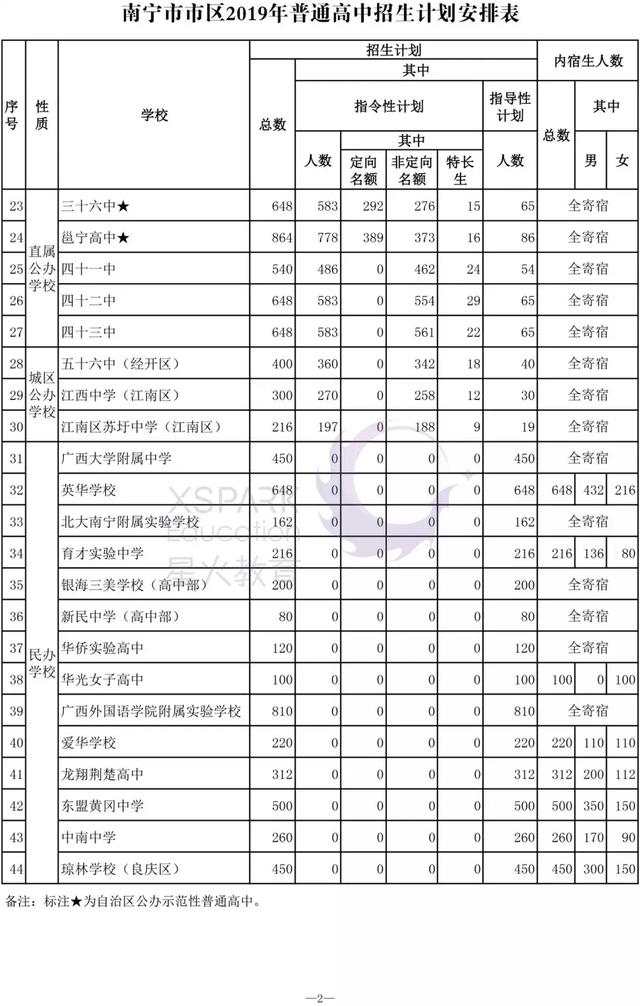 南宁市市区2019年普通高中招生计划安排表
序号 性质 学校 招生计划 内宿生人数
总数 其中 总数 其中
指令性计划 指导性计划
人数 其中 人数 男 女
定向名额 非定向名额 特长生
直属公办学校
23 三十六中★ 648 583 292 276 15 65 全寄宿
24 邕宁高中★ 864 778 389 373 16 86 全寄宿
25 四十一中 540 486 0 462 24 54 全寄宿
26 四十二中 648 583 0 554 29 65 全寄宿
27 四十三中 648 583 0 561 22 65 全寄宿
城区公办学校
28 五十六中（经开区） 400 360 0 342 18 40 全寄宿
29 江西中学（江南区） 300 270 0 258 12 30 全寄宿
30 江南区苏圩中学（江南区） 216 197 0 188 9 19 全寄宿
民办学校
31 广西大学附属中学 450 0 0 0 0 450 全寄宿
32 英华学校 648 0 0 0 0 648 648 432 216
33 北大南宁附属实验学校 162 0 0 0 0 162 全寄宿
34 育才实验中学 216 0 0 0 0 216 216 136 80
35 银海三美学校（高中部） 200 0 0 0 0 200 全寄宿
36 新民中学（高中部） 80 0 0 0 0 80 全寄宿
37 华侨实验高中 120 0 0 0 0 120 全寄宿
38 华光女子高中 100 0 0 0 0 100 100 0 100
39 广西外国语学院附属实验学校 810 0 0 0 0 810 全寄宿
40 爱华学校 220 0 0 0 0 220 220 110 110
41 龙翔荆楚高中 312 0 0 0 0 312 312 200 112
42 东盟黄冈中学 500 0 0 0 0 500 500 350 150
43 中南中学 260 0 0 0 0 260 260 170 90
44 琼林学校（良庆区） 450 0 0 0 0 450 450 300 150
XSPARK
Education
星火教育
备注：标注★为自治区公办示范性普通高中。
—2—